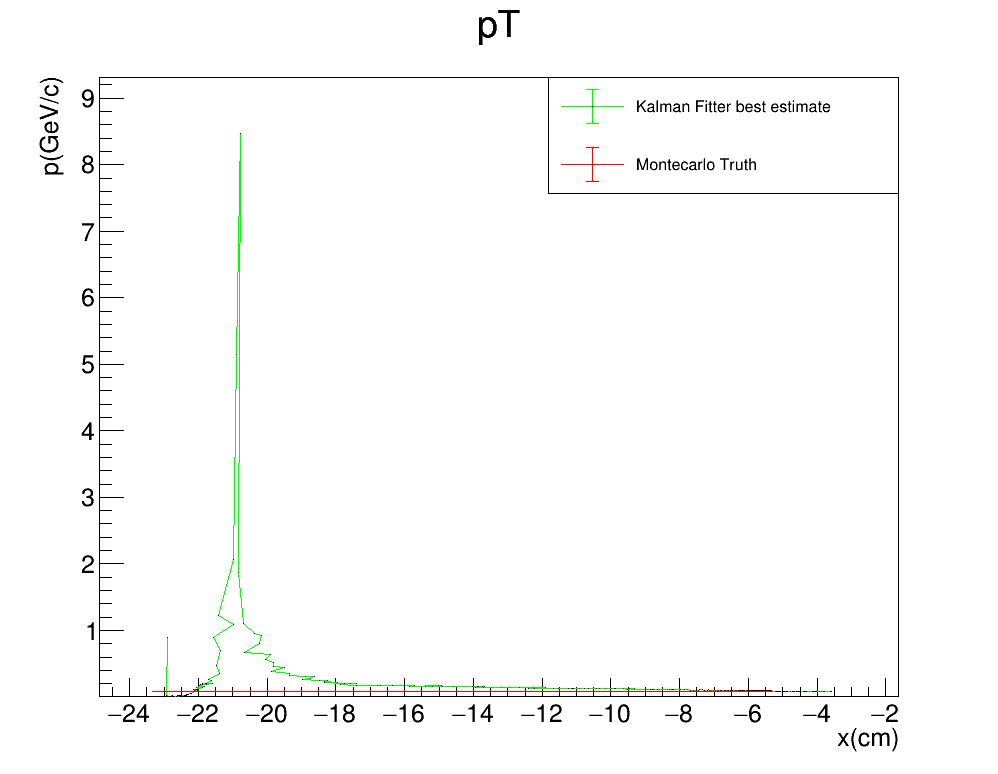 pT
p(GeV/c)
9
8
7
6
5
4
3
2
1
Kalman Fitter best estimate
Montecarlo Truth
−24 −22 −20 −18 −16 −14 −12 −10 −8 −6 −4 −2
x(cm)